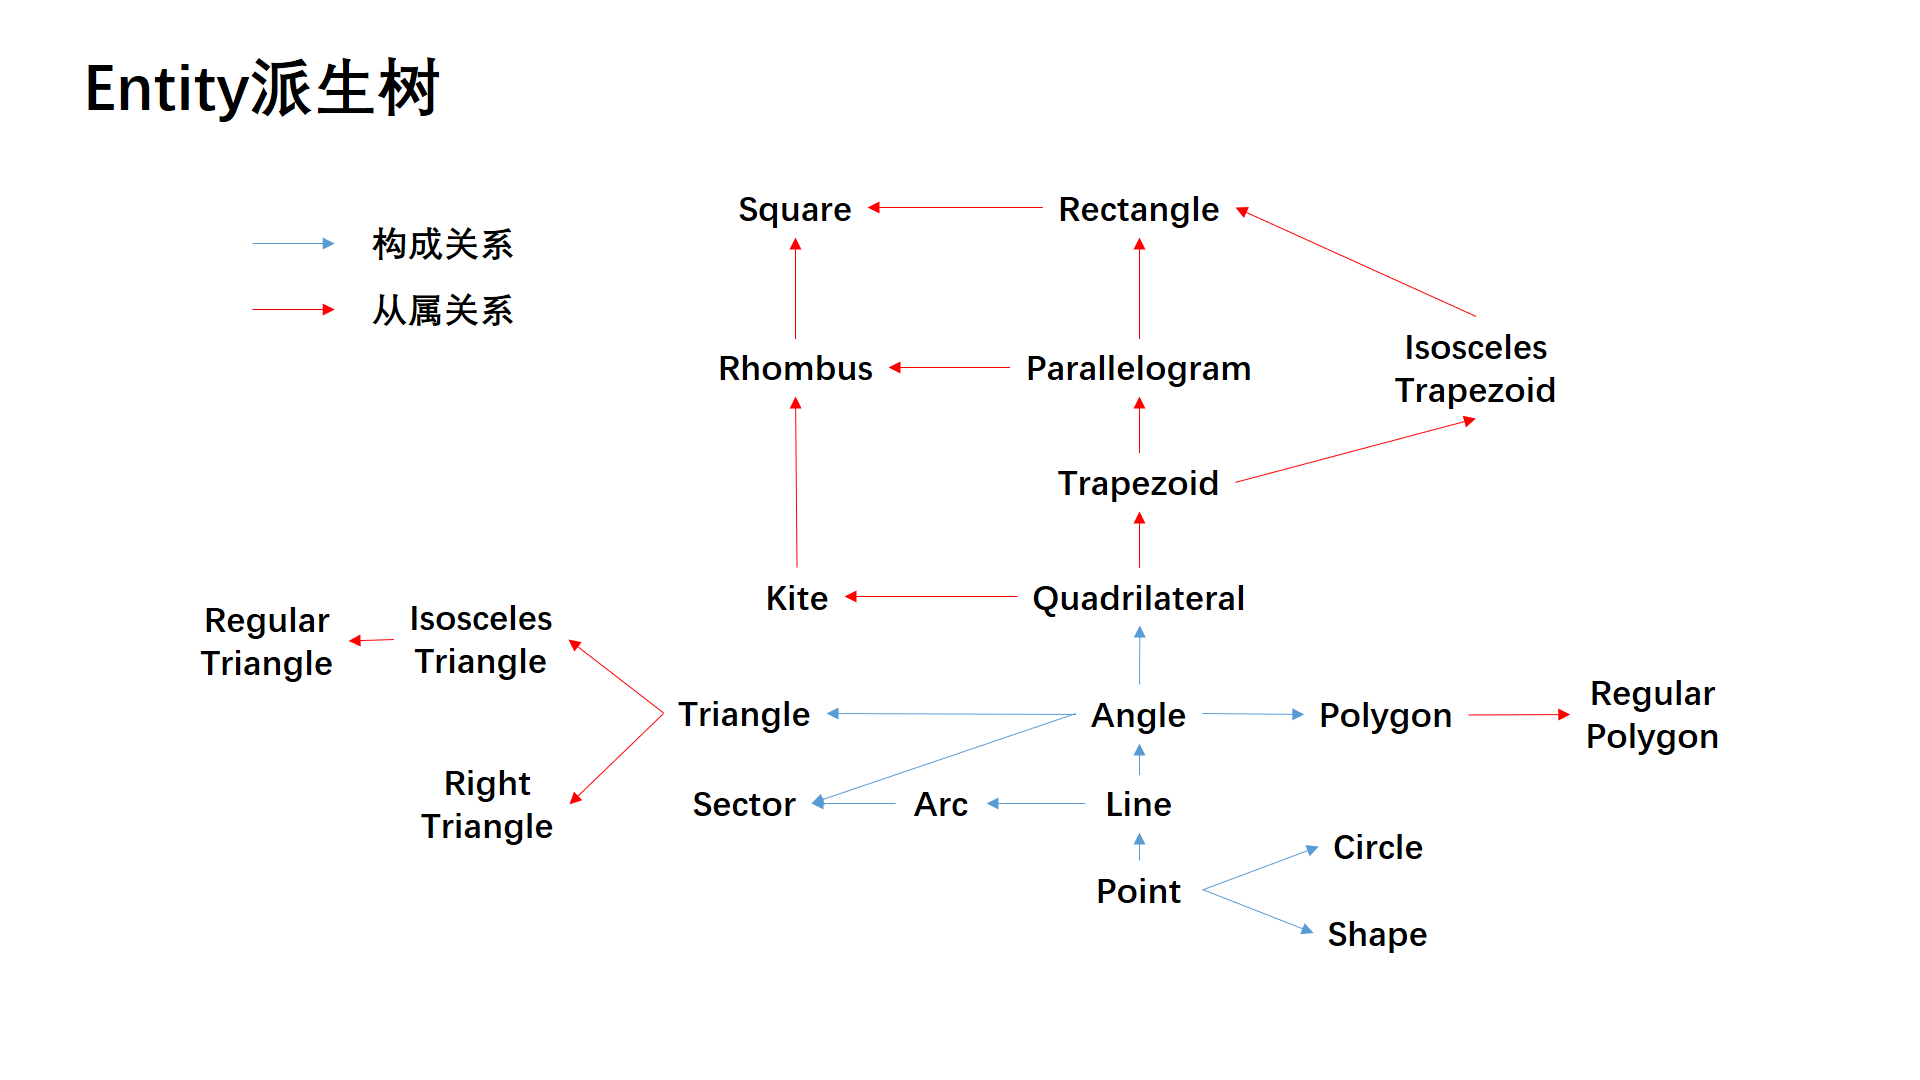 Entity派生树
构成关系
从属关系
Square
Rectangle
Rhombus
Parallelogram
Isosceles
Trapezoid
Trapezoid
Kite
Quadrilateral
Regular
Triangle
Isosceles
Triangle
Triangle
Angle
Polygon
Regular
Polygon
Right
Triangle
Sector
Arc
Line
Circle
Point
Shape